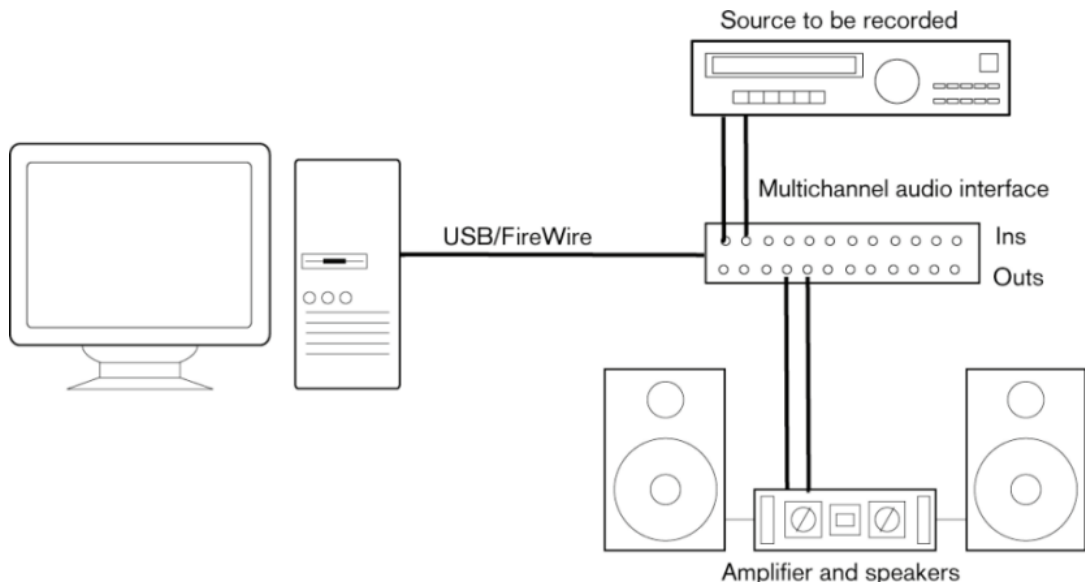 Source to be recorded
Multichannel audio interface
USB/FireWire
Ins
Outs
Amplifier and speakers